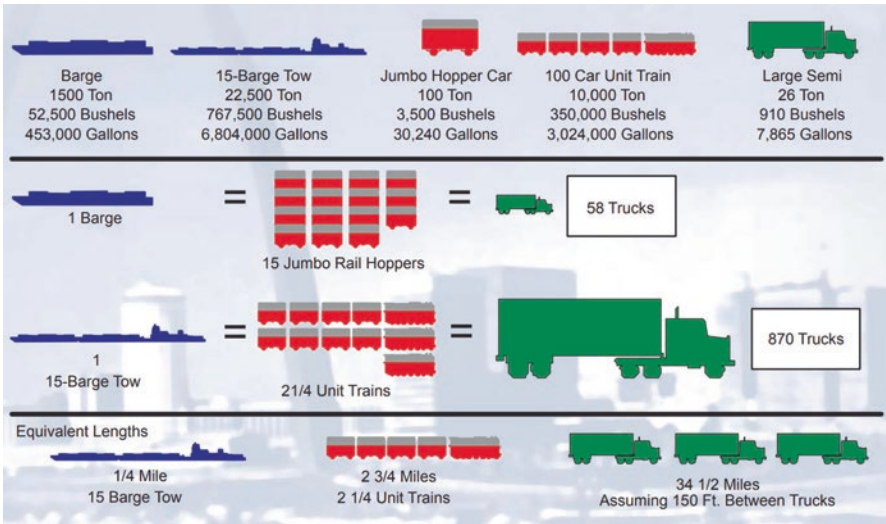 Barge
1500 Ton
52,500 Bushels
453,000 Gallons
15-Barge Tow
22,500 Ton
767,500 Bushels
6,804,000 Gallons
Jumbo Hopper Car
100 Ton
3,500 Bushels
30,240 Gallons
100 Car Unit Train
10,000 Ton
350,000 Bushels
3,024,000 Gallons
Large Semi
26 Ton
910 Bushels
7,865 Gallons
1 Barge
=
15 Jumbo Rail Hoppers
=
58 Trucks
1
15-Barge Tow
=
21/4 Unit Trains
=
870 Trucks
Equivalent Lengths
1/4 Mile
15 Barge Tow
2 3/4 Miles
2 1/4 Unit Trains
34 1/2 Miles
Assuming 150 Ft. Between Trucks